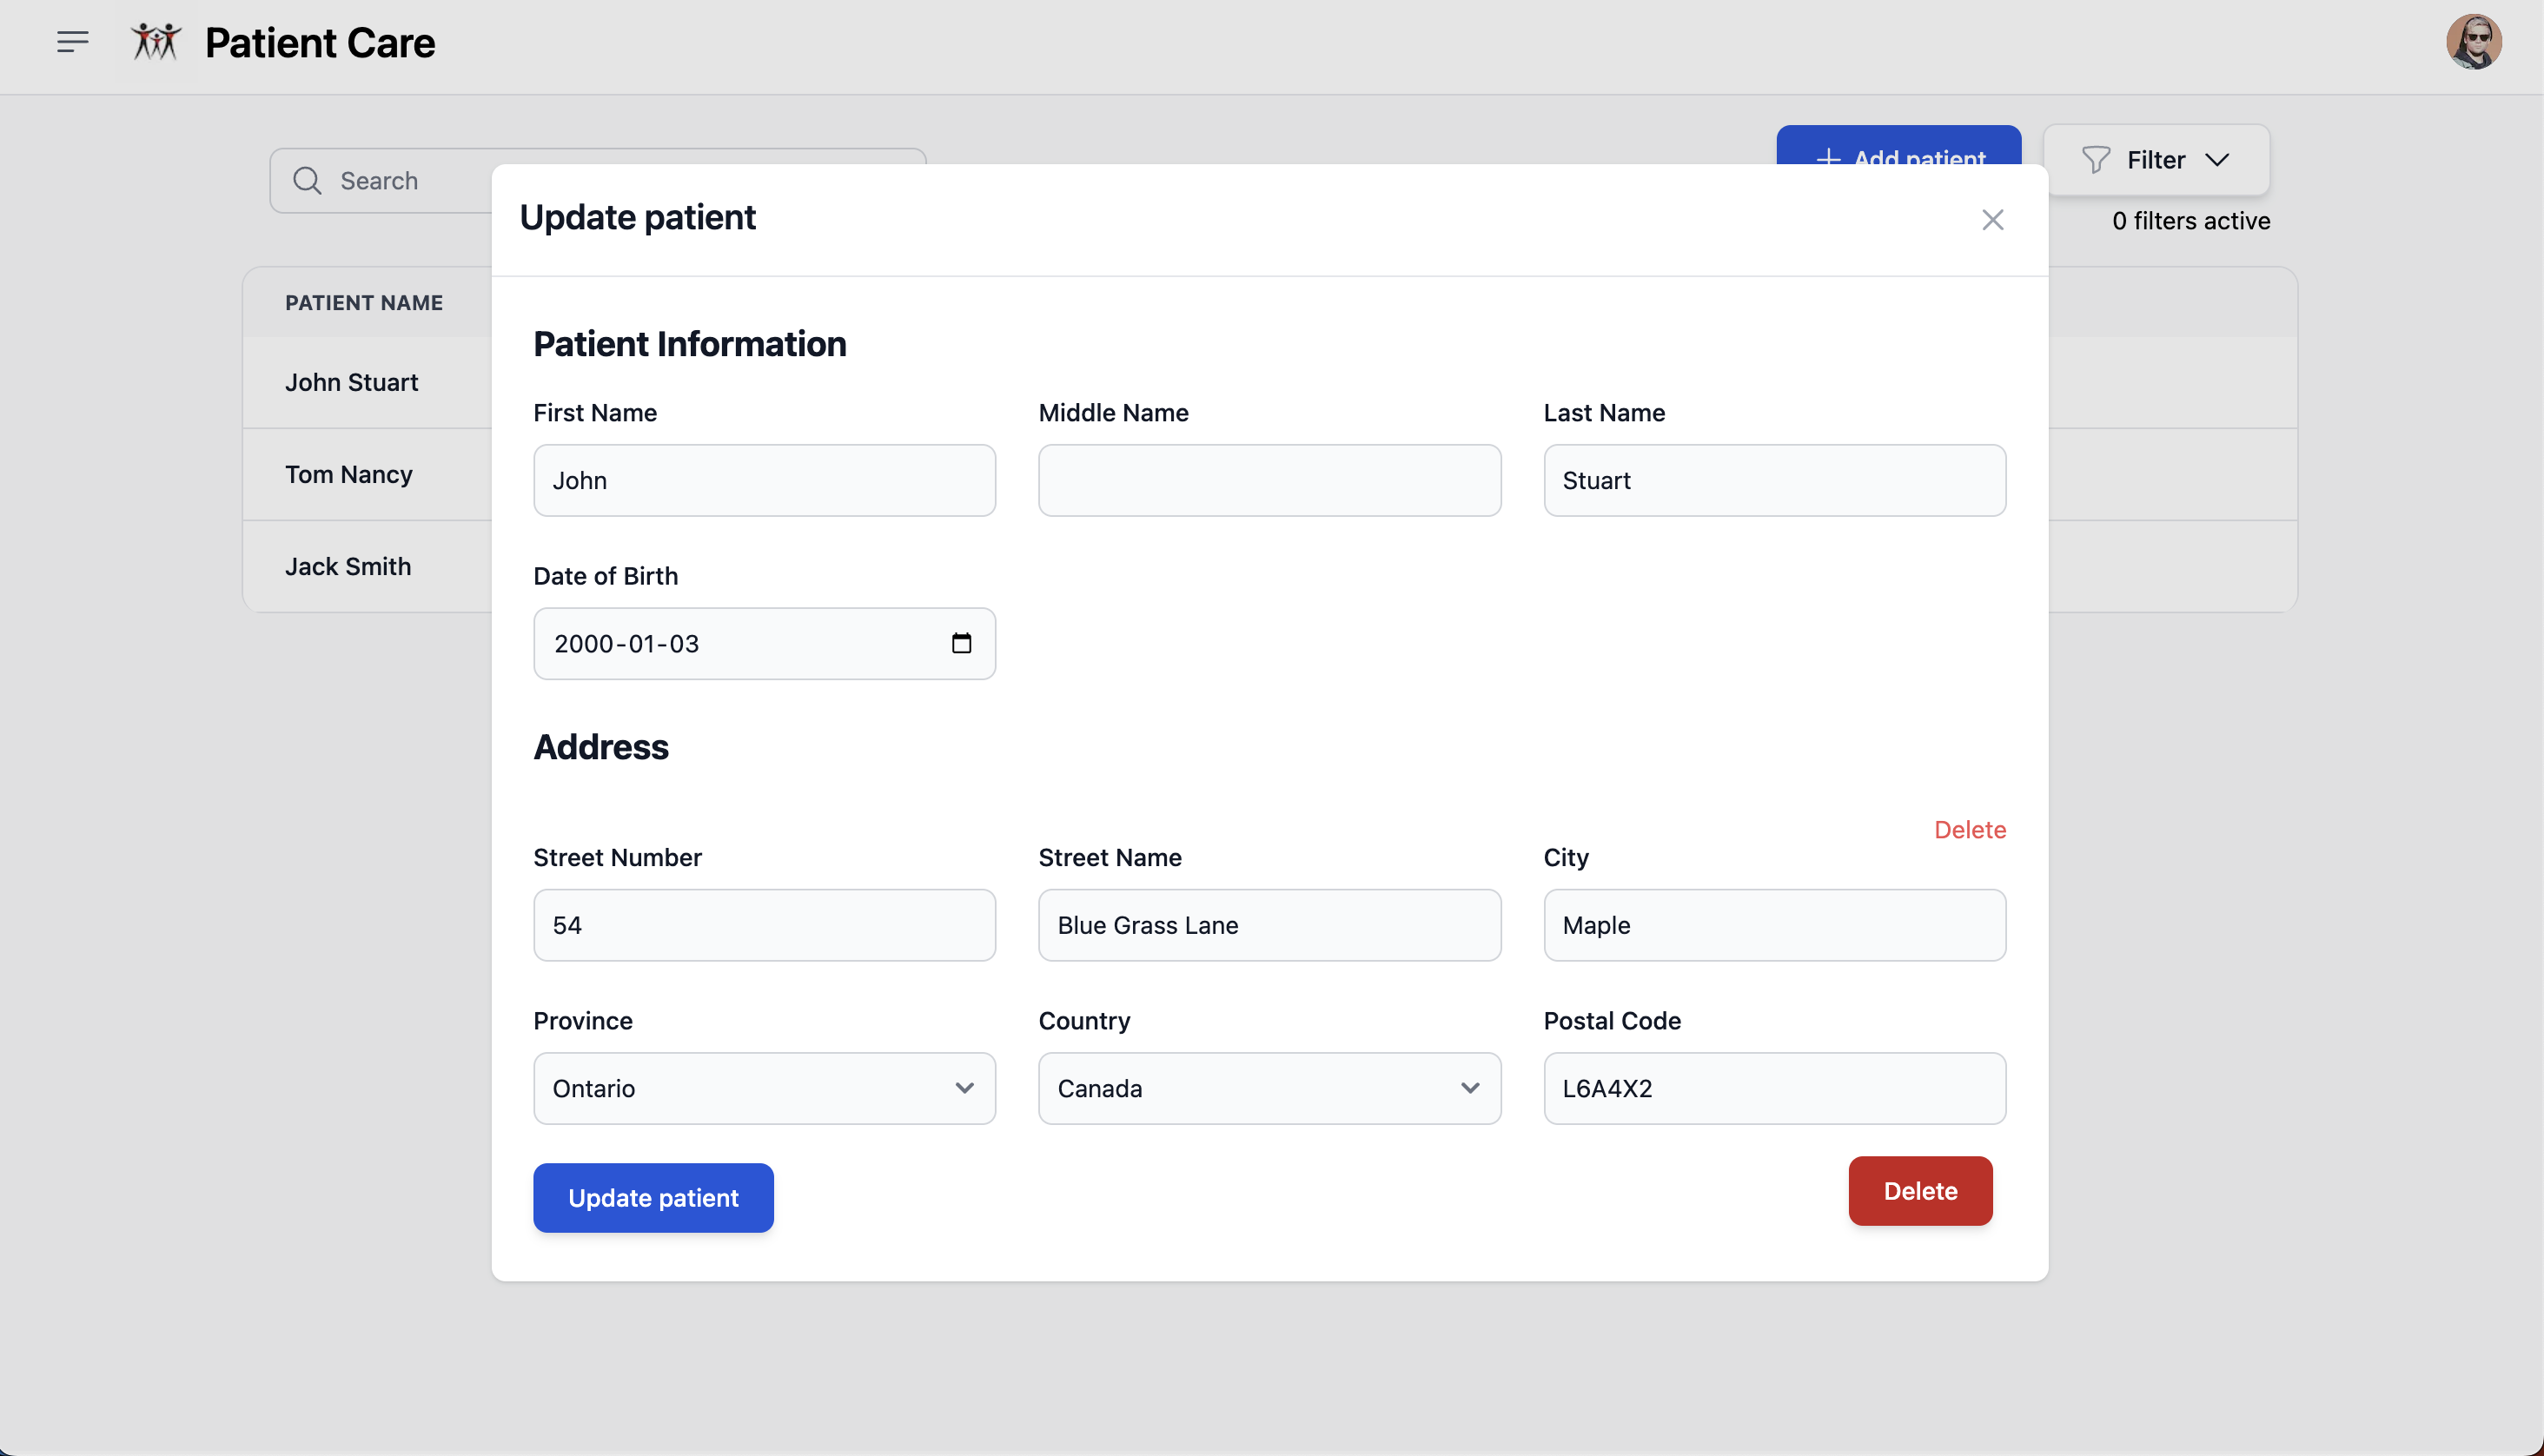 Patient Care
Search
Add patient
Filter
0 filters active
PATIENT NAME
John Stuart
Tom Nancy
Jack Smith
Update patient
Patient Information
First Name Middle Name Last Name
John Stuart
Date of Birth
2000-01-03
Address
Delete
Street Number Street Name City
54 Blue Grass Lane Maple
Province Country Postal Code
Ontario Canada L6A4X2
Update patient Delete